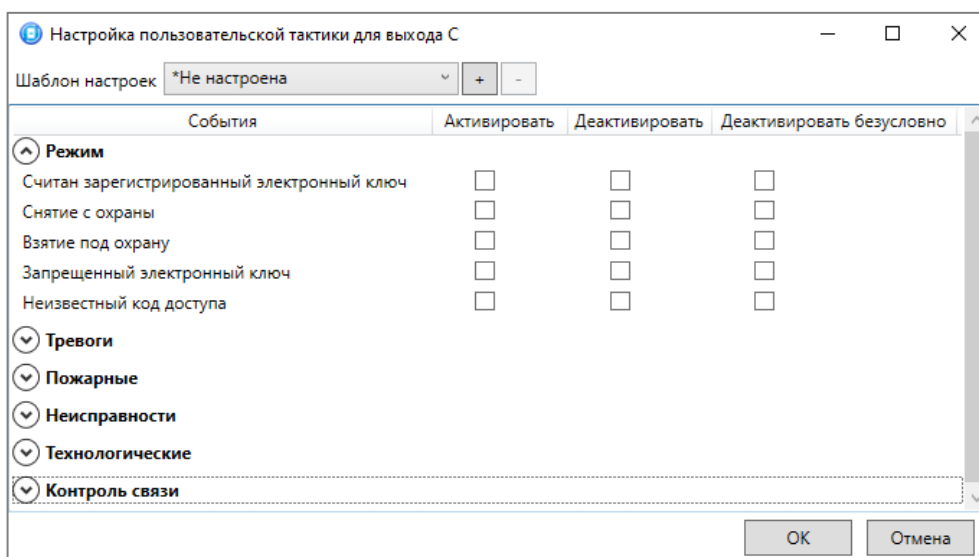 Настройка пользовательской тактики для выхода C
Шаблон настроек *Не настроена + -
События Активировать Деактивировать Деактивировать безусловно
Режим
Считан зарегистрированный электронный ключ
Снятие с охраны
Взятие под охрану
Запрещенный электронный ключ
Неизвестный код доступа
Тревоги
Пожарные
Неисправности
Технологические
Контроль связи
OK Отмена